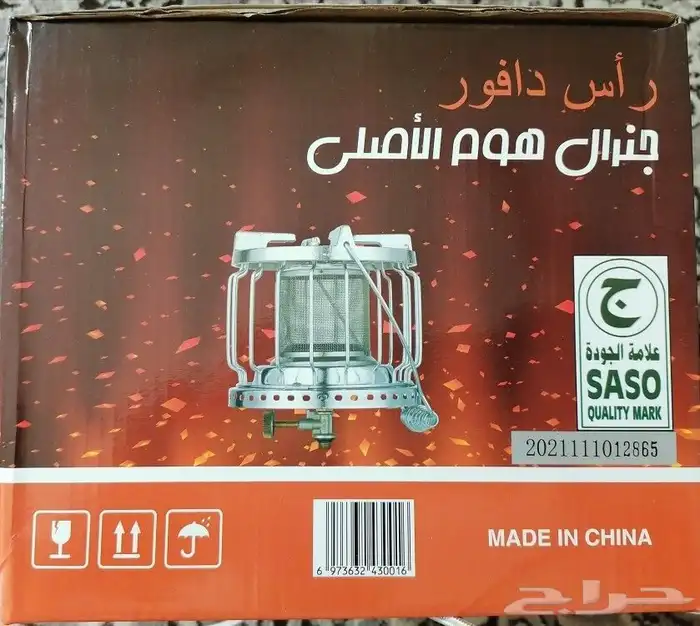 رأس دافور
جنرال هوم الأصلي
ج
علامة الجودة
SASO
QUALITY MARK
2021111012865
6 973632 430016
MADE IN CHINA
حراج